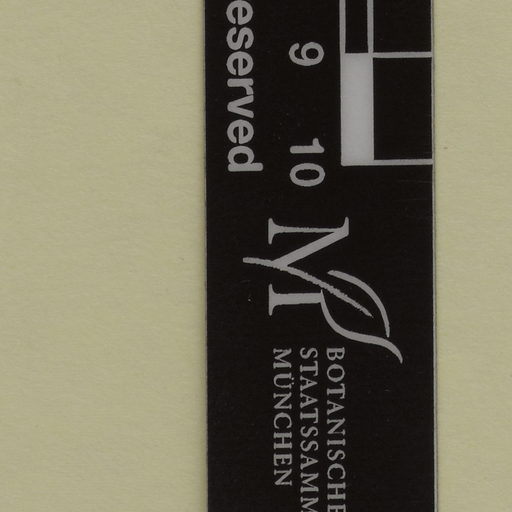 eserved
9 10
M
BOTANISCHE
STAATSSAMM
MÜNCHEN